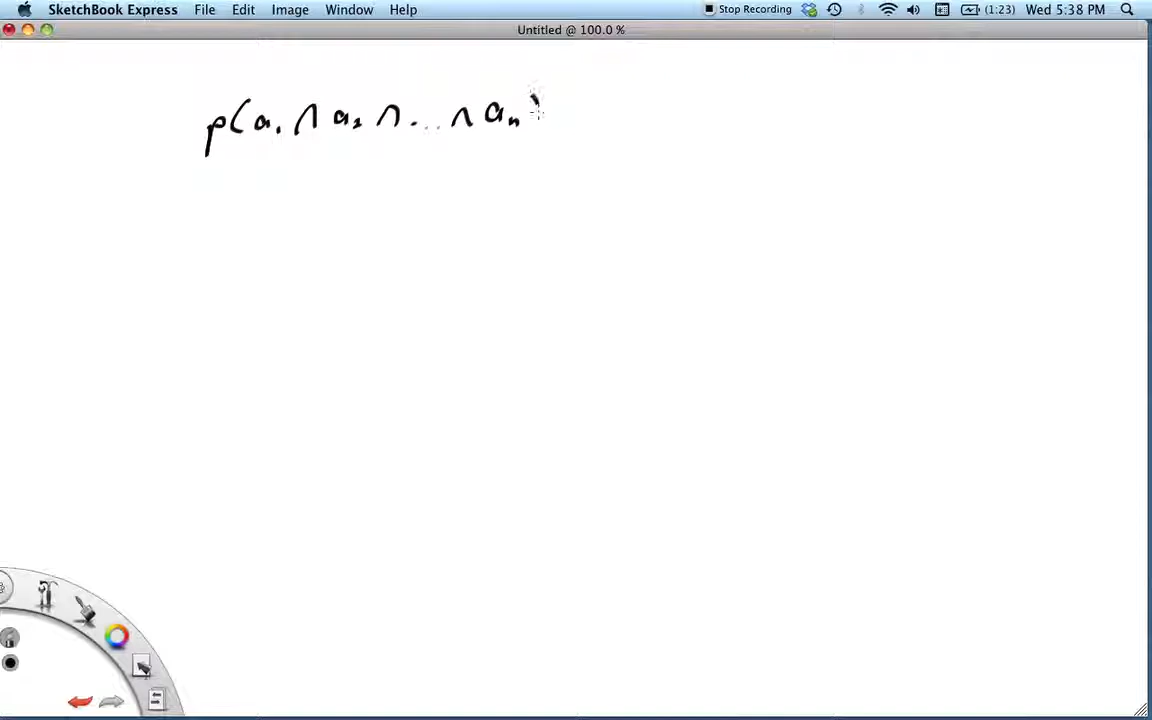 SketchBook Express File Edit Image Window Help Stop Recording (1:23) Wed 5:38 PM
Untitled @ 100.0 %
p(a₁ ∩ a₂ ∩ ... ∩ aₙ)